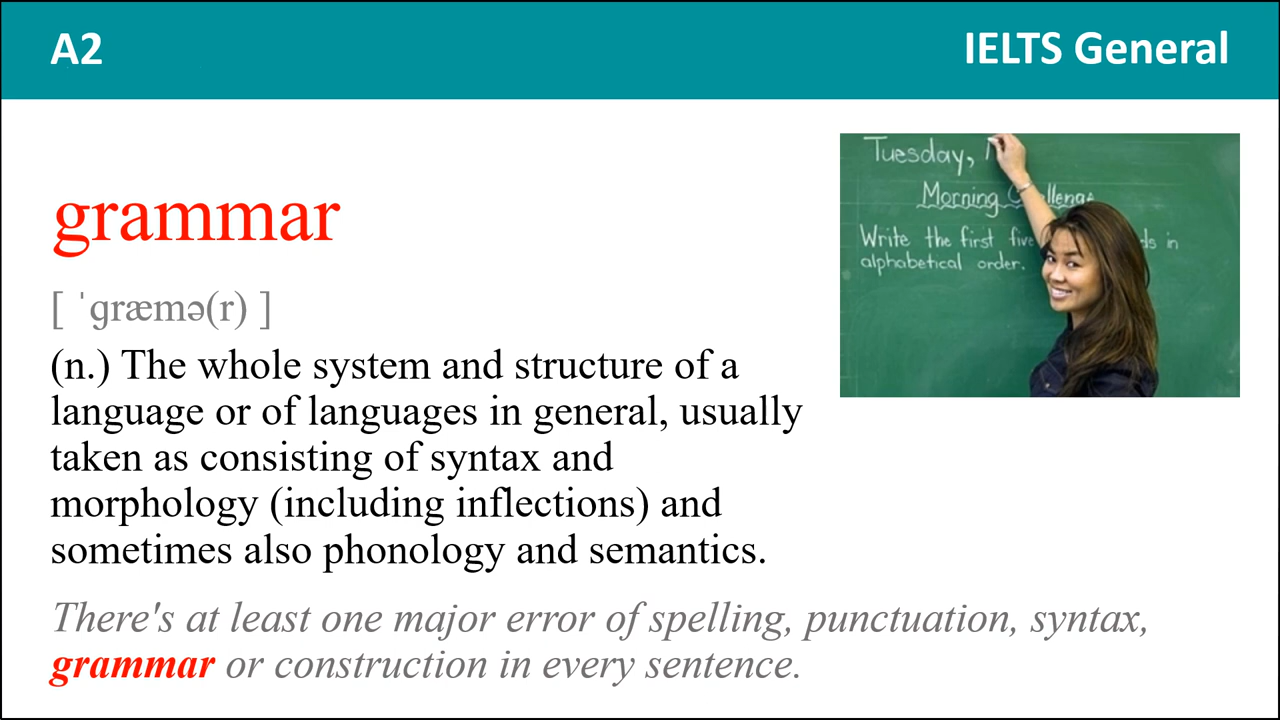 A2
IELTS General
grammar
[ ˈɡræmə(r) ]
(n.) The whole system and structure of a
language or of languages in general, usually
taken as consisting of syntax and
morphology (including inflections) and
sometimes also phonology and semantics.
There's at least one major error of spelling, punctuation, syntax,
grammar or construction in every sentence.
Tuesday,
Morning
Write the first five in
alphabetical order.